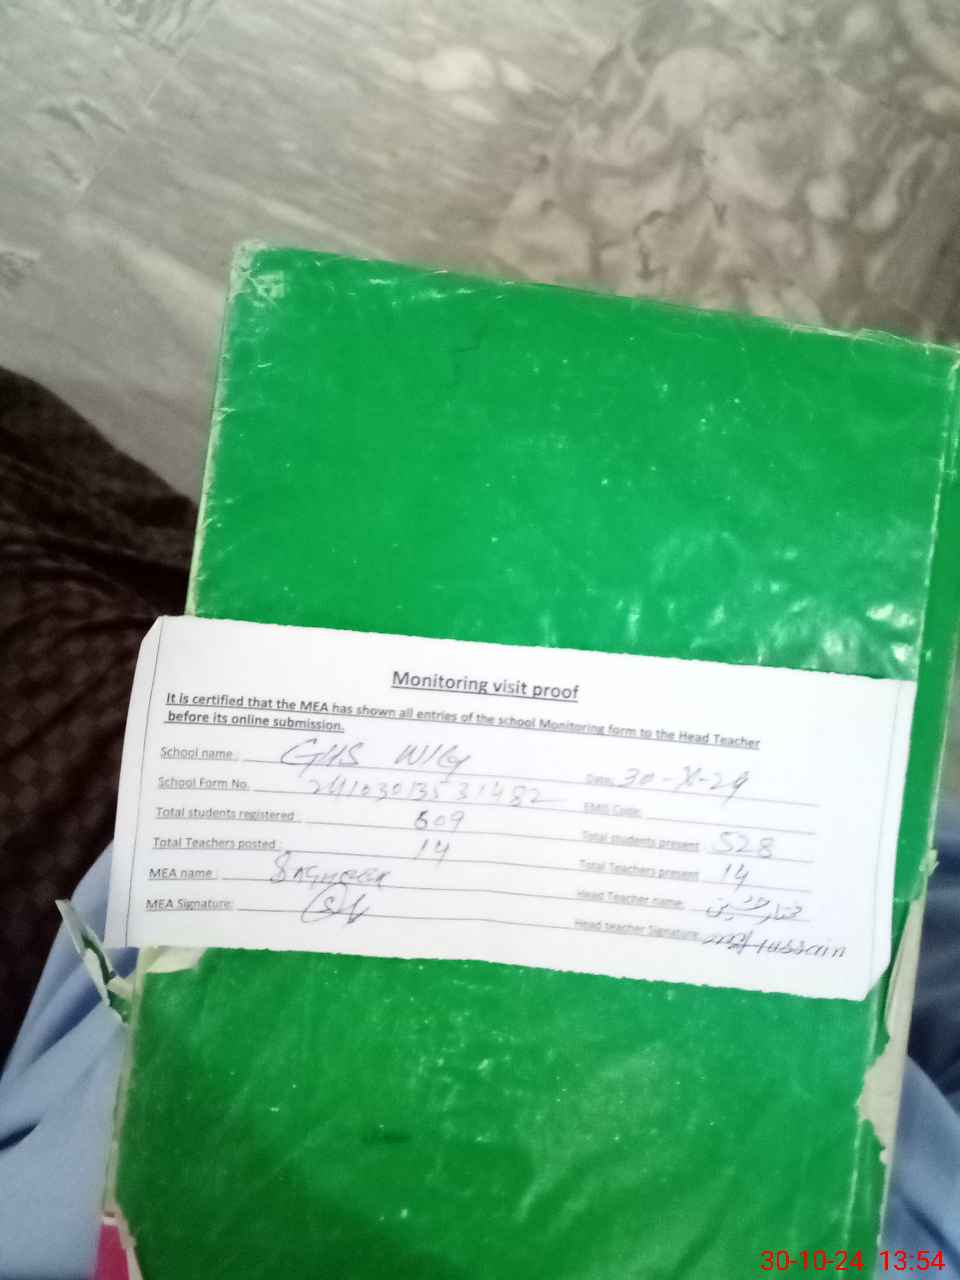 Monitoring visit proof
It is certified that the MEA has shown all entries of the school Monitoring form to the Head Teacher
before its online submission.
School name: GHS Date: 30-X-24
School Form No. EMIS Code:
Total students registered: 609 Total students present 528
Total Teachers posted: 14 Total Teachers present 14
MEA name: Head Teacher name:
MEA Signature: Head teacher Signature: Hussain
30-10-24 13:54